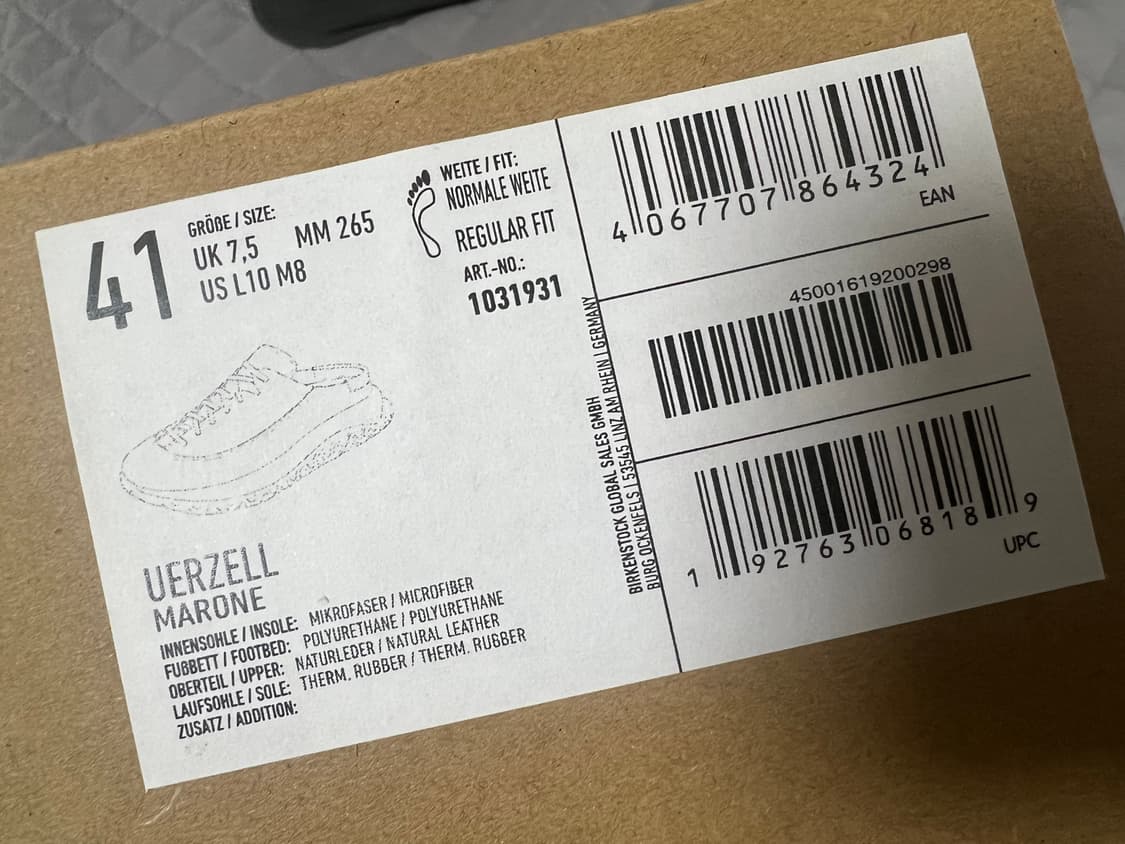 41
GRÖßE / SIZE:
UK 7,5 MM 265
US L10 M8
WEITE / FIT:
NORMALE WEITE
REGULAR FIT
ART.-NO.:
1031931
UERZELL
MARONE
INNENSOHLE / INSOLE: MIKROFASER / MICROFIBER
FUßBETT / FOOTBED: POLYURETHANE / POLYURETHANE
OBERTEIL / UPPER: NATURLEDER / NATURAL LEATHER
LAUFSOHLE / SOLE: THERM. RUBBER / THERM. RUBBER
ZUSATZ / ADDITION:
BIRKENSTOCK GLOBAL SALES GMBH
BURG OCKENFELS | 53545 LINZ AM RHEIN | GERMANY
4 067707 864324
EAN
45001619200298
1 92763 06818 9
UPC